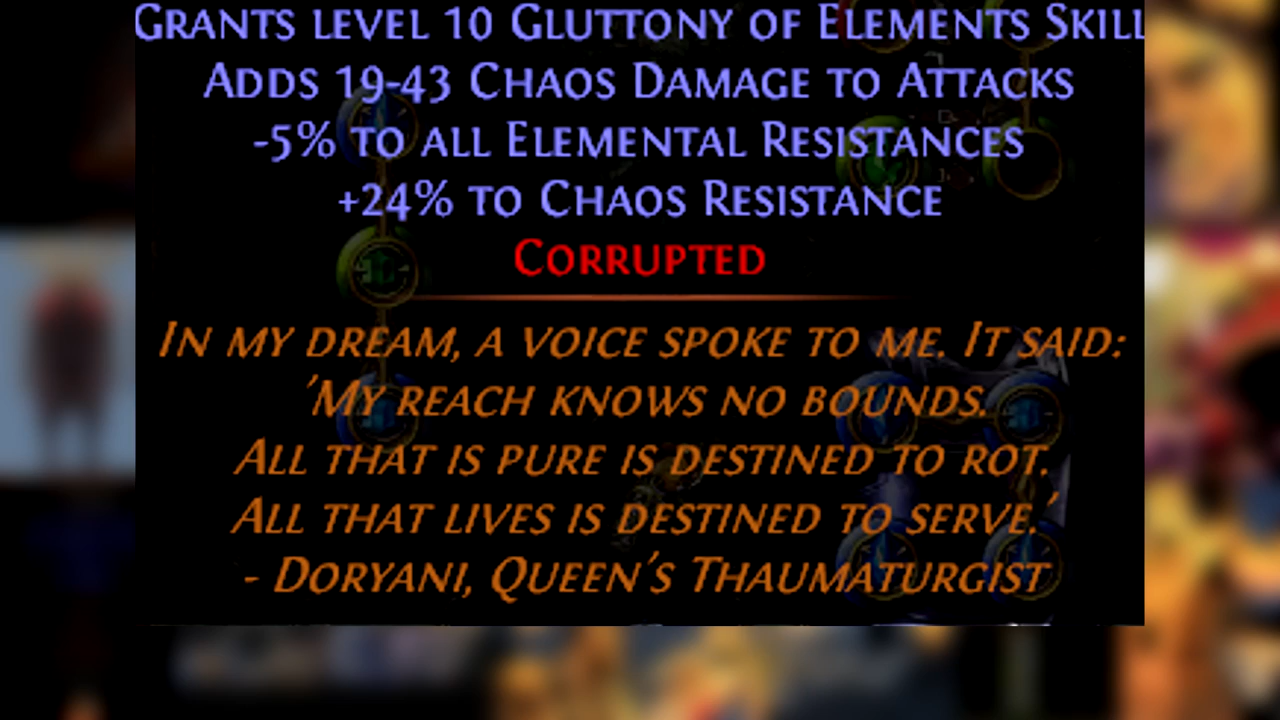 Grants level 10 Gluttony of Elements Skill
Adds 19-43 Chaos Damage to Attacks
-5% to all Elemental Resistances
+24% to Chaos Resistance
Corrupted
In my dream, a voice spoke to me. It said:
'My reach knows no bounds.
All that is pure is destined to rot.
All that lives is destined to serve.'
- Doryani, Queen's Thaumaturgist